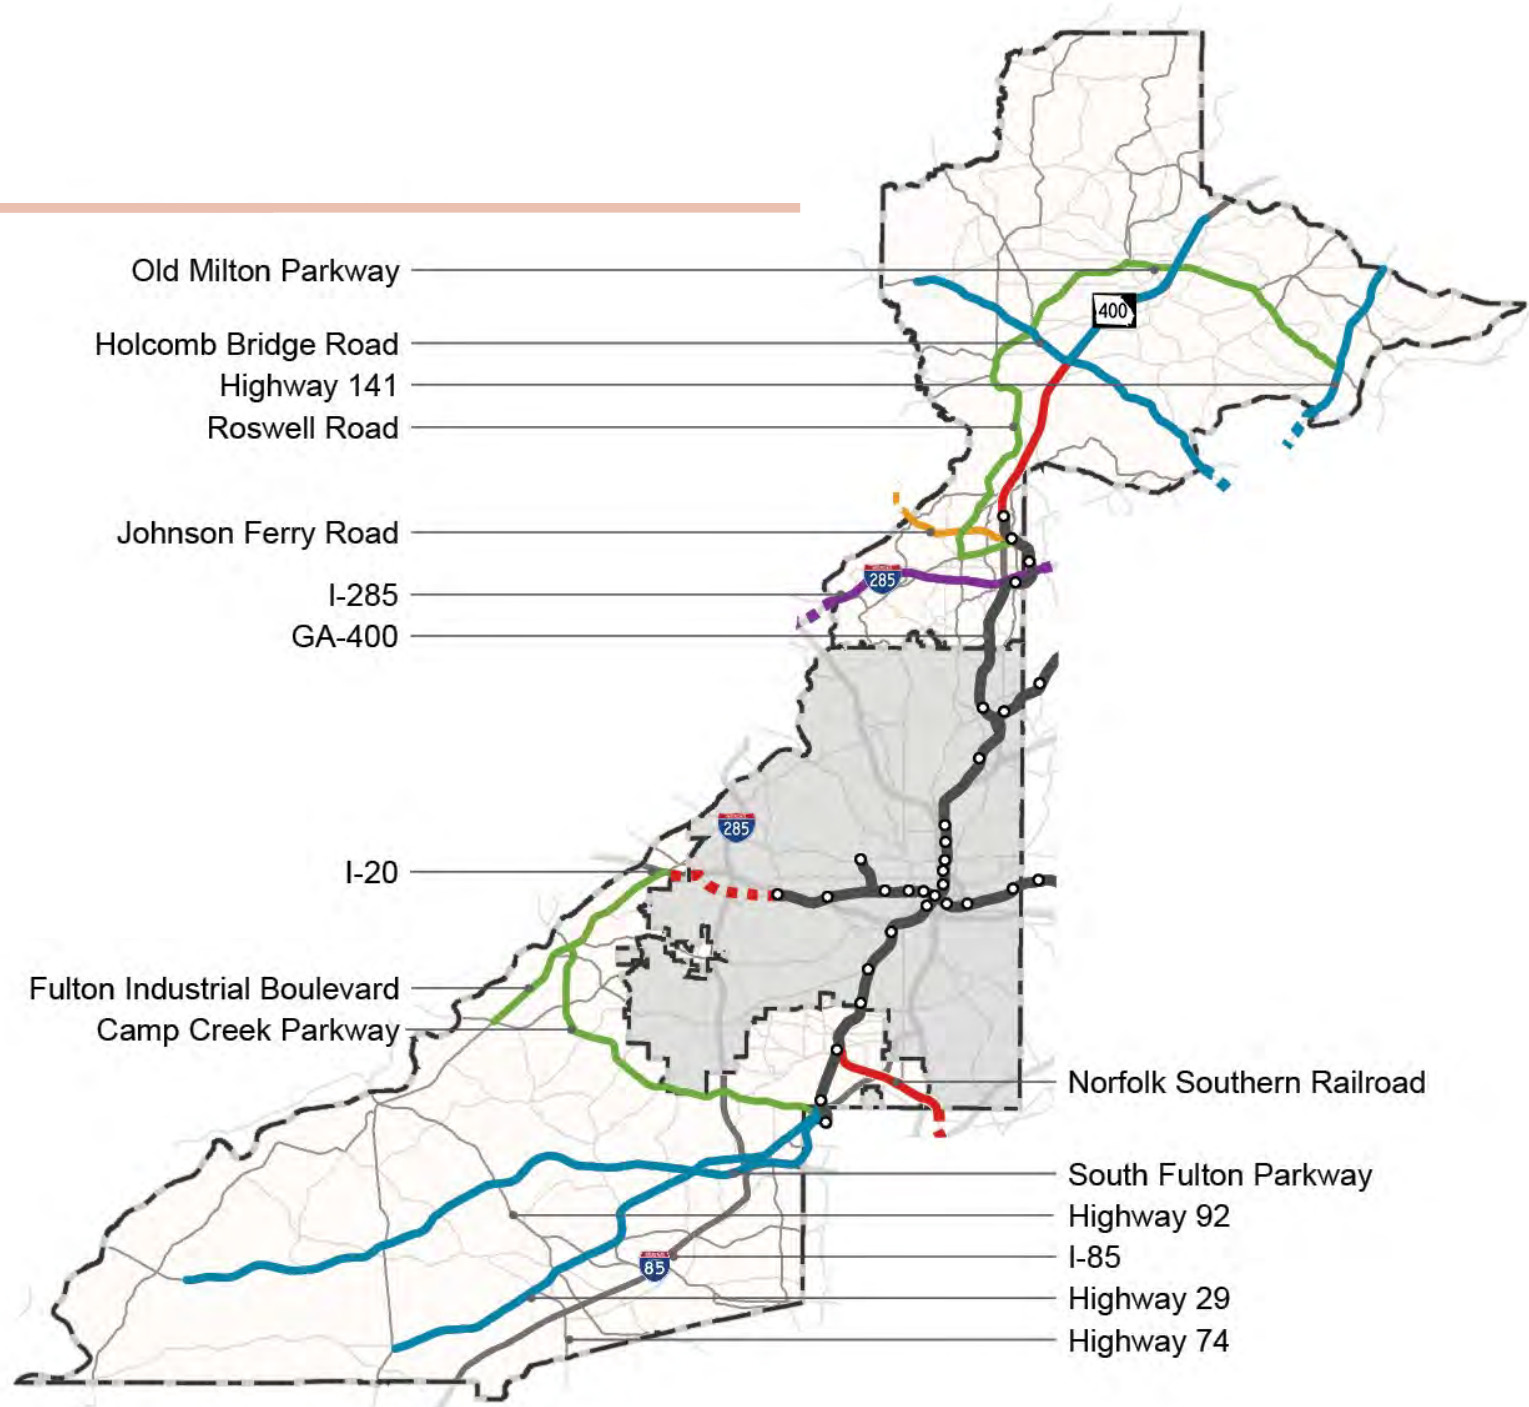 Old Milton Parkway
400
Holcomb Bridge Road
Highway 141
Roswell Road
Johnson Ferry Road
285
I-285
GA-400
285
I-20
Fulton Industrial Boulevard
Camp Creek Parkway
Norfolk Southern Railroad
South Fulton Parkway
Highway 92
I-85
85
Highway 29
Highway 74